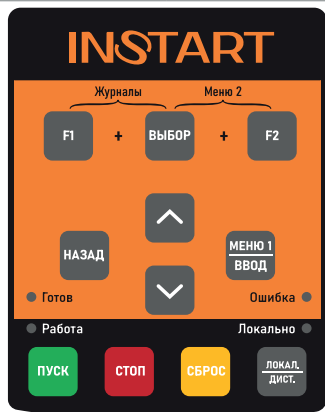 INSTART
Журналы Меню 2
F1 + ВЫБОР + F2
НАЗАД
МЕНЮ 1
ВВОД
Готов Ошибка
Работа Локально
ПУСК СТОП СБРОС ЛОКАЛ.
ДИСТ.